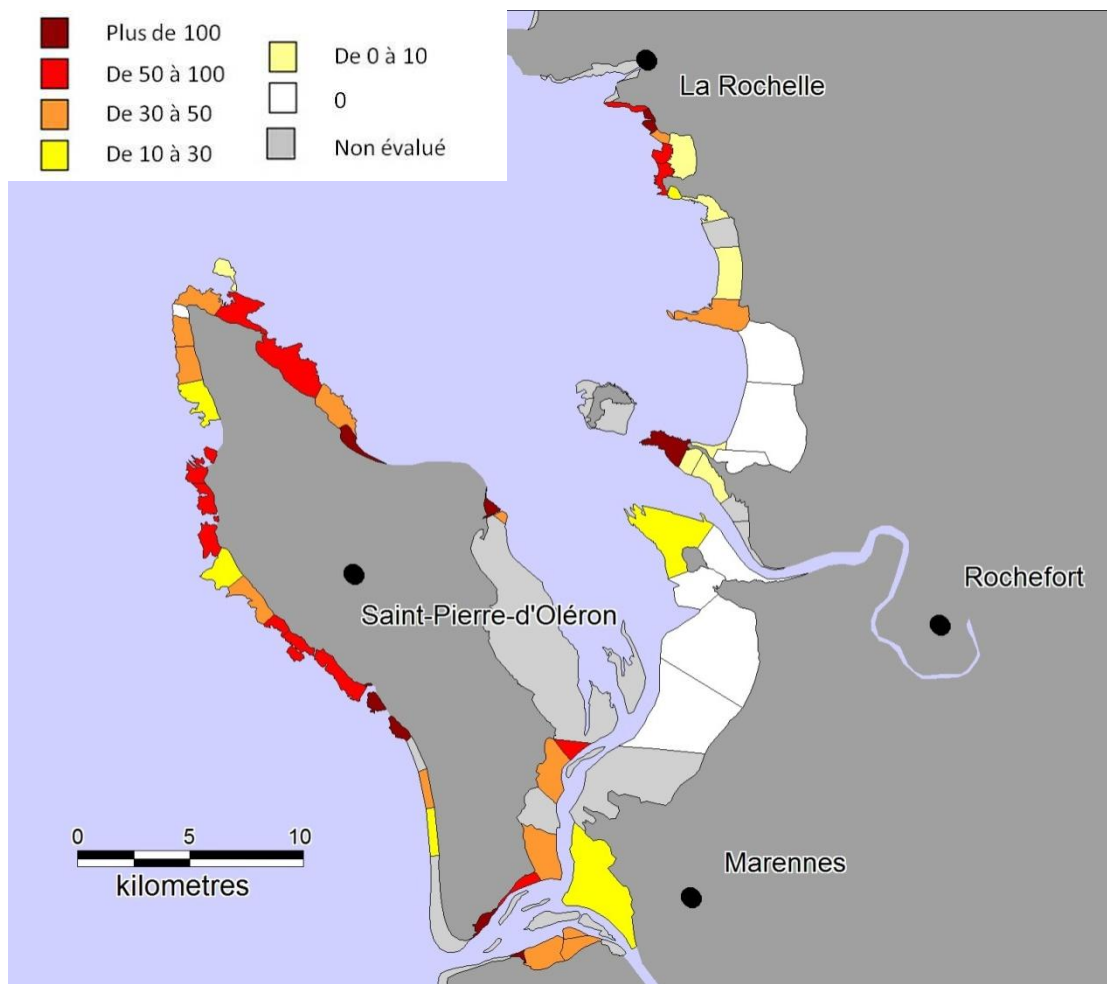 Plus de 100
De 50 à 100
De 30 à 50
De 10 à 30
De 0 à 10
0
Non évalué
La Rochelle
Rochefort
Saint-Pierre-d'Oléron
Marennes
0 5 10
kilometres